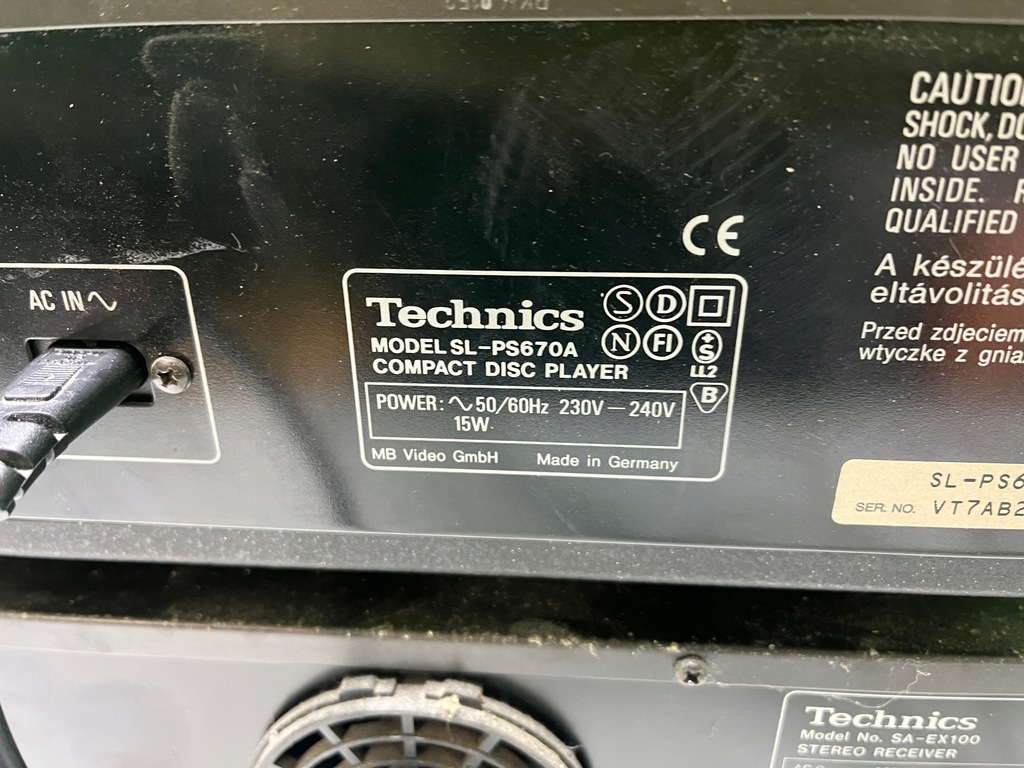 CAUTIO
SHOCK, DO
NO USER
INSIDE. R
QUALIFIED
A készülé
eltávolítás
Przed zdjeciem
wtyczke z gnia
CE
AC IN
Technics
MODEL SL-PS670A
COMPACT DISC PLAYER
POWER: ∿ 50/60Hz 230V—240V
15W
MB Video GmbH Made in Germany
S D
N FI
+S
LL2
B
SL-PS6
SER. NO. VT7AB2
Technics
Model No. SA-EX100
STEREO RECEIVER